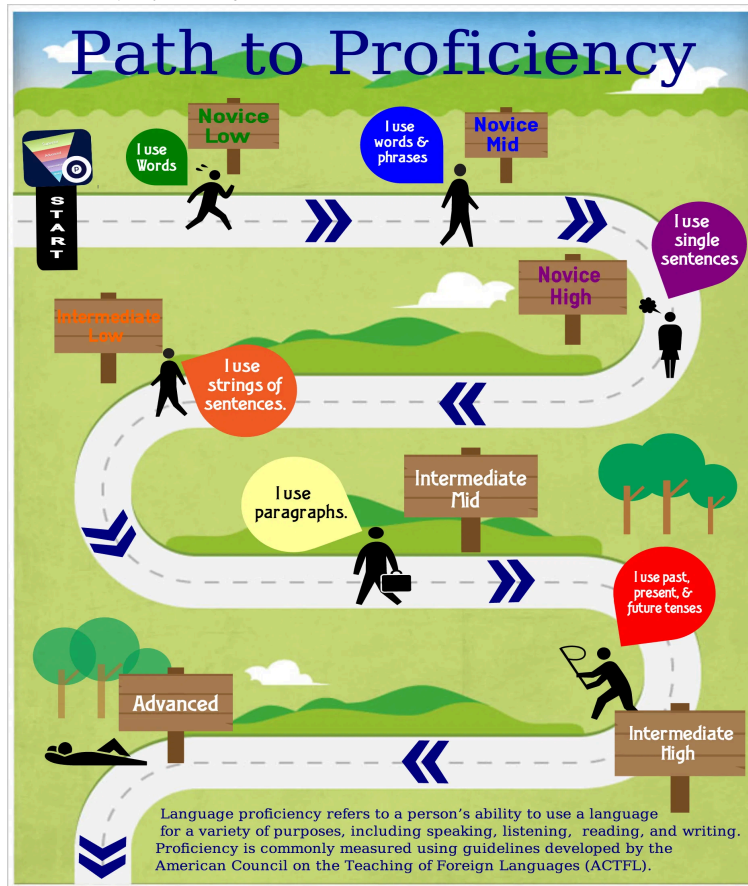 Path to Proficiency
Novice
Low
I use
Words
I use
words &
phrases
Novice
Mid
P
START
I use
single
sentences
Novice
High
Intermediate
Low
I use
strings of
sentences.
Intermediate
Mid
I use
paragraphs.
I use past,
present, &
future tenses
Advanced
Intermediate
High
Language proficiency refers to a person's ability to use a language
for a variety of purposes, including speaking, listening, reading, and writing.
Proficiency is commonly measured using guidelines developed by the
American Council on the Teaching of Foreign Languages (ACTFL).